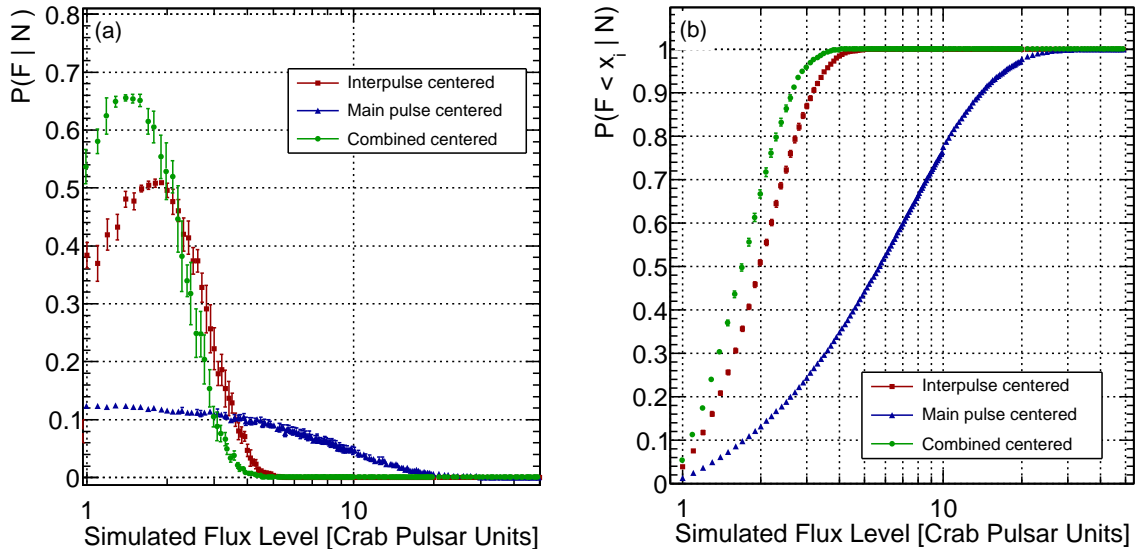 (a)
P(F | N)
0.8
0.7
0.6
0.5
0.4
0.3
0.2
0.1
0
1
10
Interpulse centered
Main pulse centered
Combined centered
Simulated Flux Level [Crab Pulsar Units]
(b)
P(F < x_i | N)
1
0.9
0.8
0.7
0.6
0.5
0.4
0.3
0.2
0.1
0
1
10
Interpulse centered
Main pulse centered
Combined centered
Simulated Flux Level [Crab Pulsar Units]